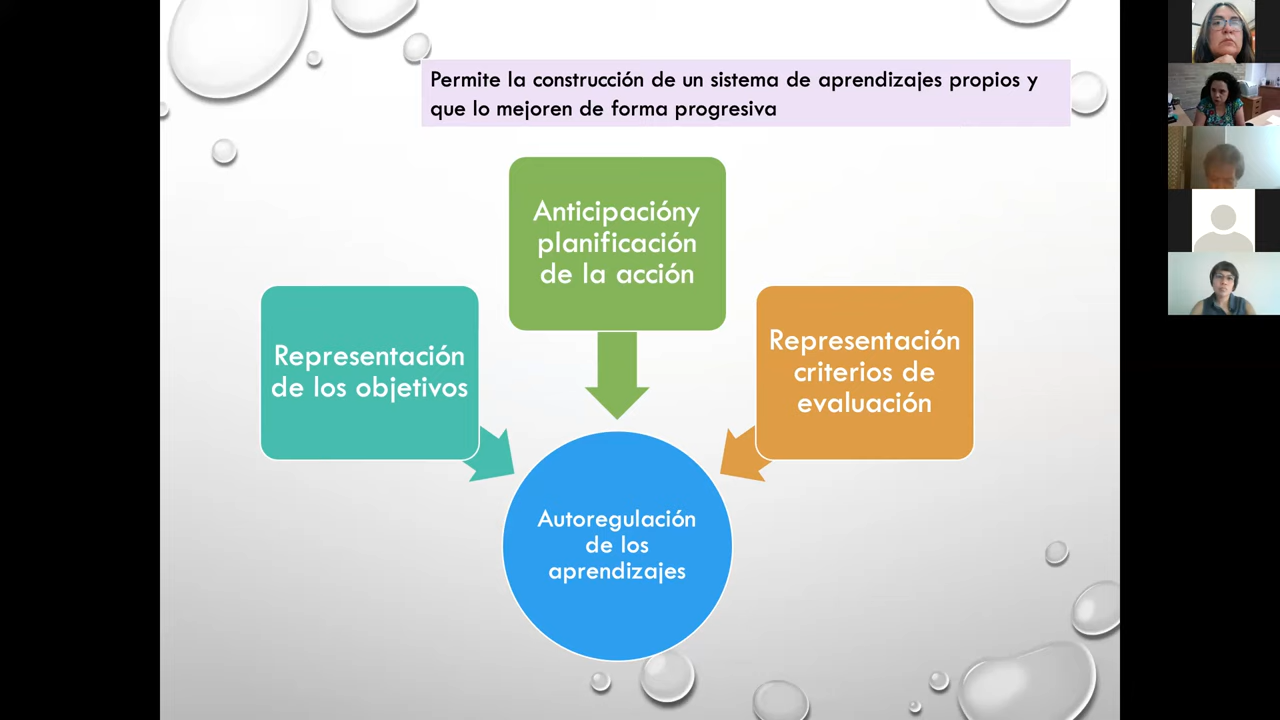 Permite la construcción de un sistema de aprendizajes propios y
que lo mejoren de forma progresiva
Anticipacióny
planificación
de la acción
Representación
de los objetivos
Representación
criterios de
evaluación
Autoregulación
de los
aprendizajes